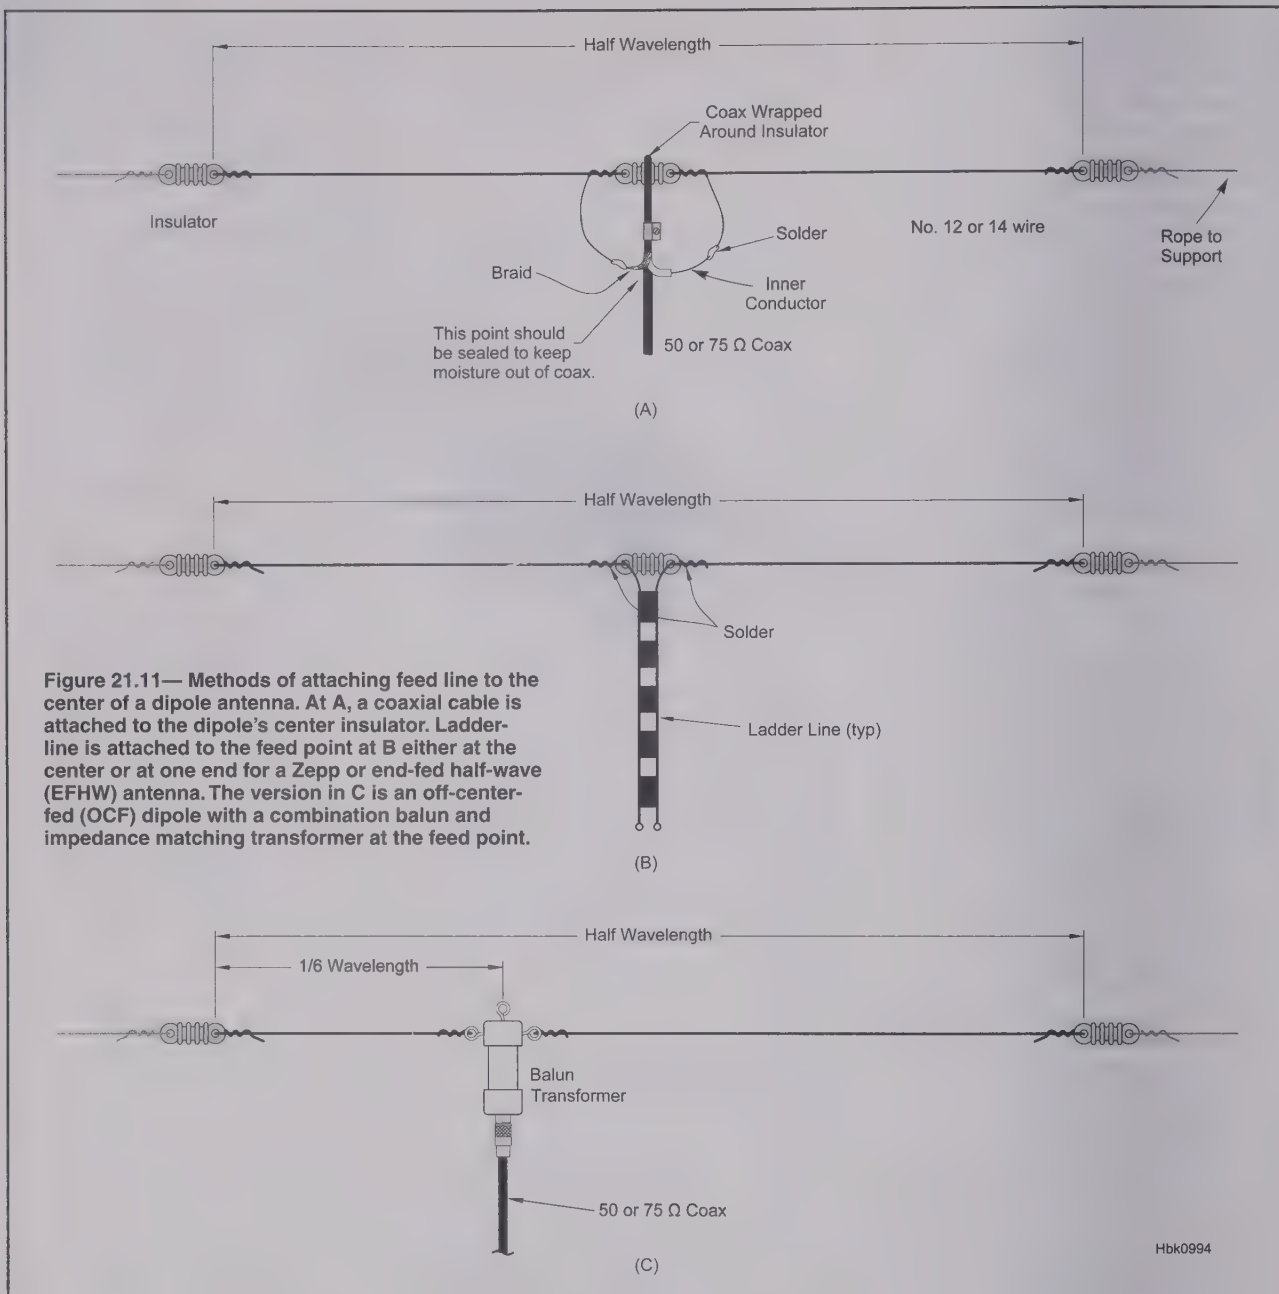 Half Wavelength
Coax Wrapped
Around Insulator
Insulator
Solder
No. 12 or 14 wire
Rope to
Support
Braid
Inner
Conductor
This point should
be sealed to keep
moisture out of coax.
50 or 75 Ω Coax
(A)
Half Wavelength
Solder
Figure 21.11— Methods of attaching feed line to the
center of a dipole antenna. At A, a coaxial cable is
attached to the dipole's center insulator. Ladder-
line is attached to the feed point at B either at the
center or at one end for a Zepp or end-fed half-wave
(EFHW) antenna. The version in C is an off-center-
fed (OCF) dipole with a combination balun and
impedance matching transformer at the feed point.
Ladder Line (typ)
(B)
Half Wavelength
1/6 Wavelength
Balun
Transformer
50 or 75 Ω Coax
(C)
Hbk0994